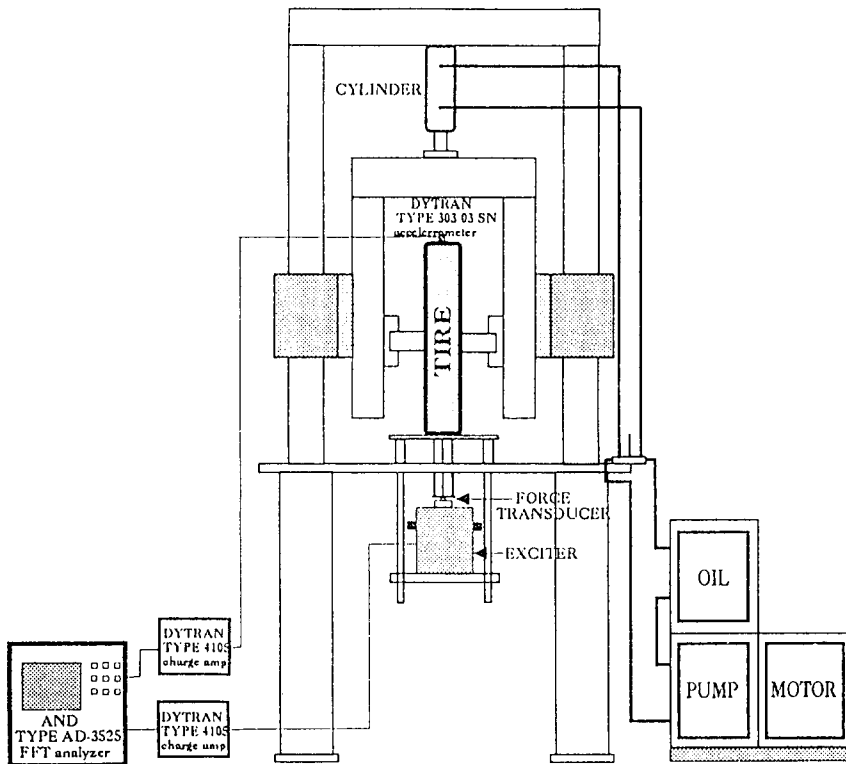 CYLINDER
DYTRAN
TYPE 303 03 SN
accelerrometer
TIRE
FORCE
TRANSDUCER
EXCITER
OIL
PUMP
MOTOR
DYTRAN
TYPE 4105
charge amp
DYTRAN
TYPE 4105
charge amp
AND
TYPE AD-3525
FFT analyzer